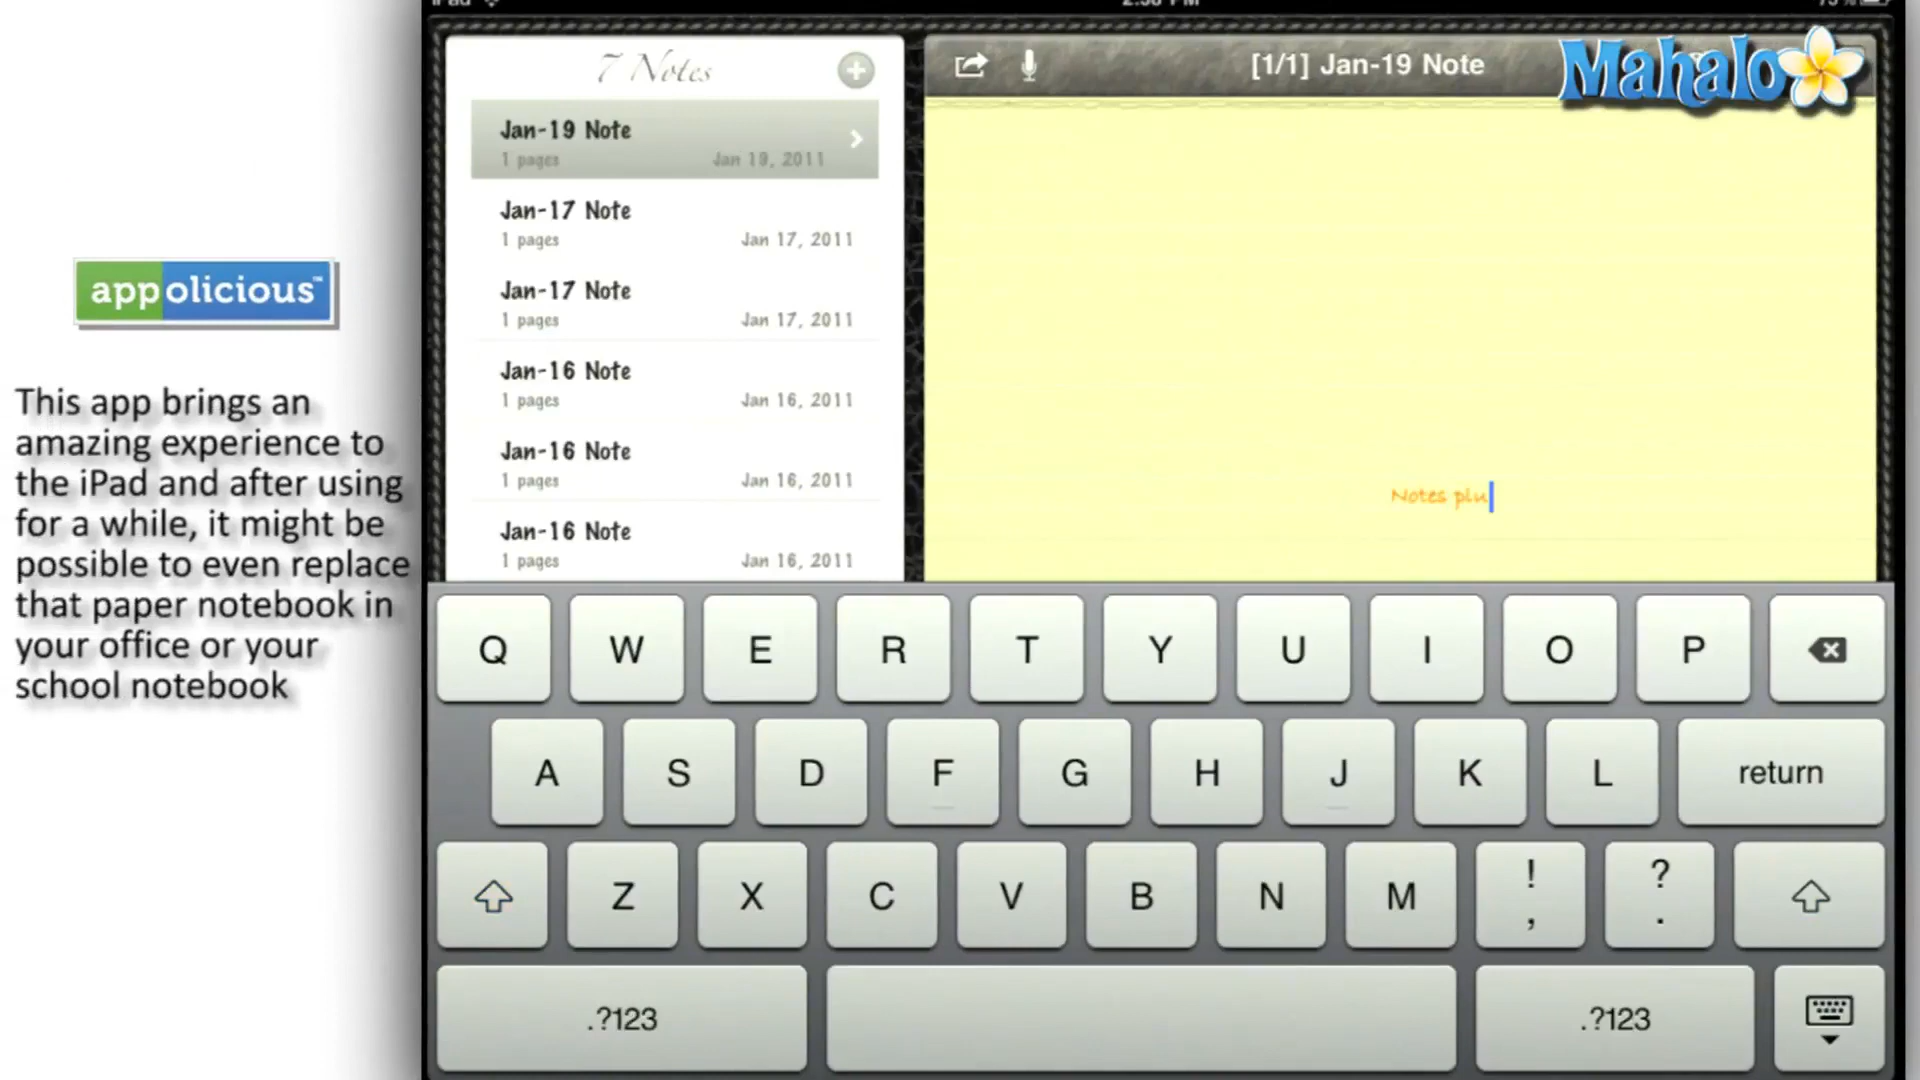 [1/1] Jan-19 Note
Mahalo
7 Notes
Jan-19 Note
1 pages Jan 19, 2011
Jan-17 Note
1 pages Jan 17, 2011
Jan-17 Note
1 pages Jan 17, 2011
Jan-16 Note
1 pages Jan 16, 2011
Jan-16 Note
1 pages Jan 16, 2011
Jan-16 Note
1 pages Jan 16, 2011
Notes plu
appolicious™
This app brings an
amazing experience to
the iPad and after using
for a while, it might be
possible to even replace
that paper notebook in
your office or your
school notebook
Q W E R T Y U I O P
A S D F G H J K L return
Z X C V B N M ! , ? .
.?123 .?123